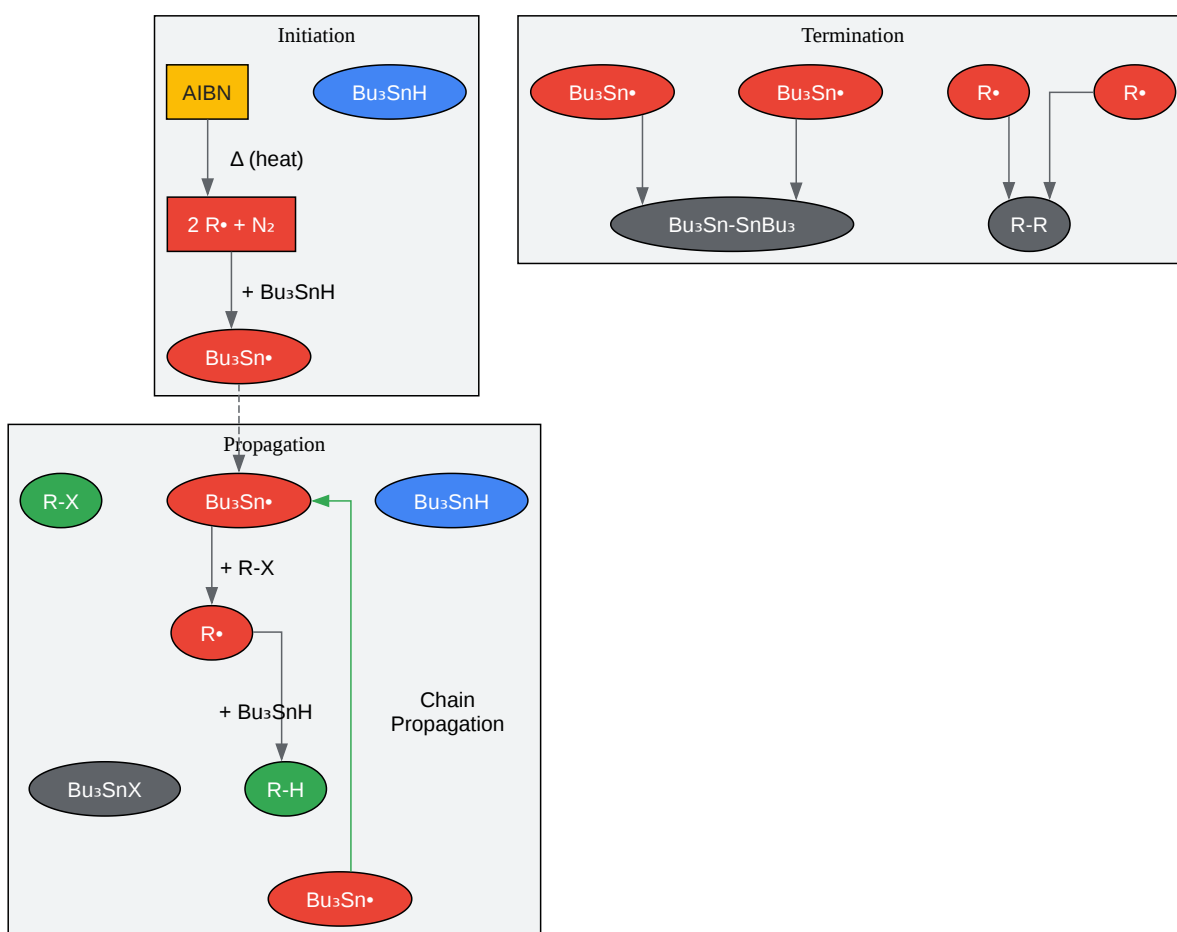 Initiation
AIBN
Bu₃SnH
Δ (heat)
2 R• + N₂
+ Bu₃SnH
Bu₃Sn•
Termination
Bu₃Sn•
Bu₃Sn•
R•
R•
Bu₃Sn-SnBu₃
R-R
Propagation
R-X
Bu₃Sn•
Bu₃SnH
+ R-X
R•
+ Bu₃SnH
Chain
Propagation
Bu₃SnX
R-H
Bu₃Sn•